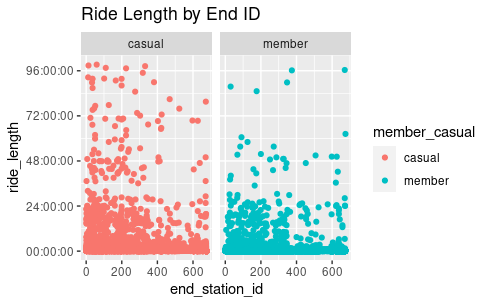 Ride Length by End ID
casual
member
96:00:00
72:00:00
48:00:00
24:00:00
00:00:00
ride_length
0 200 400 600
0 200 400 600
end_station_id
member_casual
casual
member